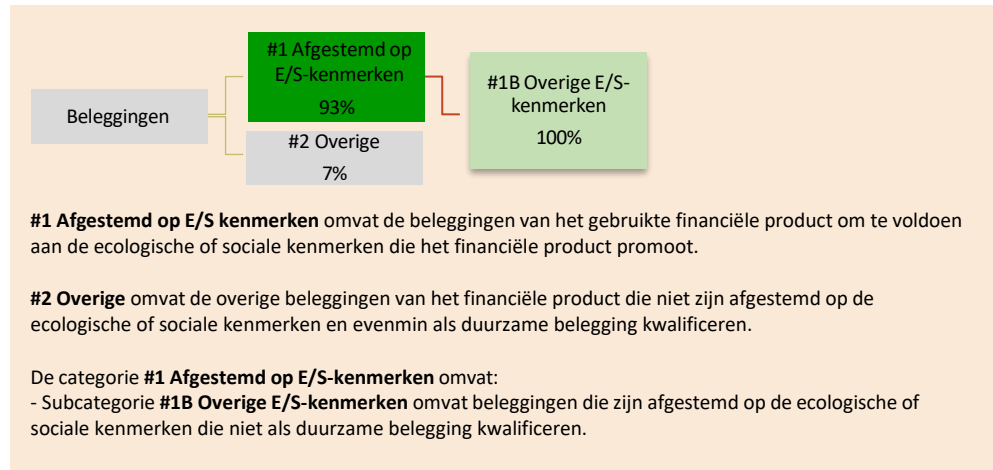 #1 Afgestemd op
E/S-kenmerken
93%
#1B Overige E/S-
kenmerken
100%
Beleggingen
#2 Overige
7%
#1 Afgestemd op E/S kenmerken omvat de beleggingen van het gebruikte financiële product om te voldoen
aan de ecologische of sociale kenmerken die het financiële product promoot.
#2 Overige omvat de overige beleggingen van het financiële product die niet zijn afgestemd op de
ecologische of sociale kenmerken en evenmin als duurzame belegging kwalificeren.
De categorie #1 Afgestemd op E/S-kenmerken omvat:
- Subcategorie #1B Overige E/S-kenmerken omvat beleggingen die zijn afgestemd op de ecologische of
sociale kenmerken die niet als duurzame belegging kwalificeren.